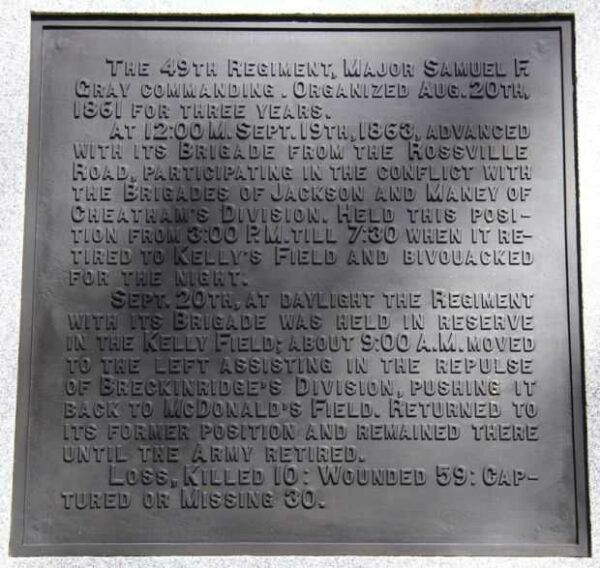 THE 49TH REGIMENT, MAJOR SAMUEL F.
GRAY COMMANDING. ORGANIZED AUG. 20TH,
1861 FOR THREE YEARS.
AT 12:00 M. SEPT. 19TH, 1863, ADVANCED
WITH ITS BRIGADE FROM THE ROSSVILLE
ROAD, PARTICIPATING IN THE CONFLICT WITH
THE BRIGADES OF JACKSON AND MANEY OF
CHEATHAM'S DIVISION. HELD THIS POSI-
TION FROM 3:00 P.M. TILL 7:30 WHEN IT RE-
TIRED TO KELLY'S FIELD AND BIVOUACKED
FOR THE NIGHT.
SEPT. 20TH, AT DAYLIGHT THE REGIMENT
WITH ITS BRIGADE WAS HELD IN RESERVE
IN THE KELLY FIELD; ABOUT 9:00 A.M. MOVED
TO THE LEFT ASSISTING IN THE REPULSE
OF BRECKINRIDGE'S DIVISION, PUSHING IT
BACK TO MCDONALD'S FIELD. RETURNED TO
ITS FORMER POSITION AND REMAINED THERE
UNTIL THE ARMY RETIRED.
LOSS, KILLED 10: WOUNDED 59: CAP-
TURED OR MISSING 30.